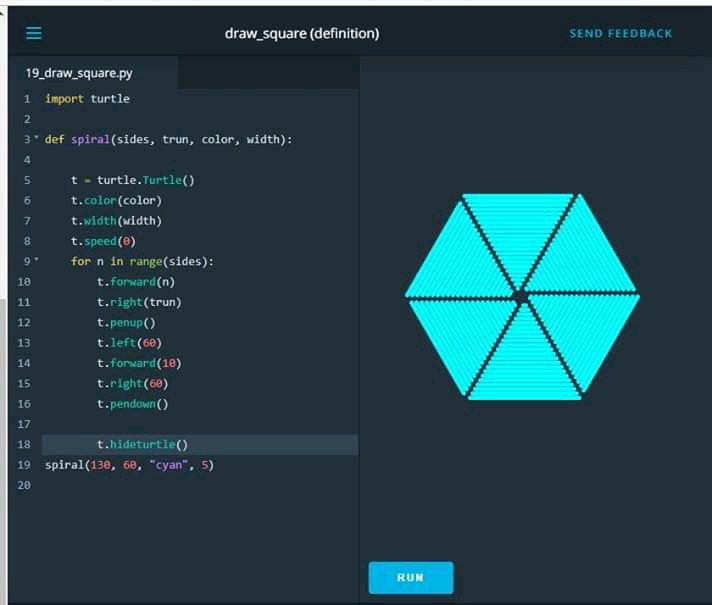 draw_square (definition)
SEND FEEDBACK
19_draw_square.py
1 import turtle
2
3 def spiral(sides, trun, color, width):
4
5 t = turtle.Turtle()
6 t.color(color)
7 t.width(width)
8 t.speed(0)
9 for n in range(sides):
10 t.forward(n)
11 t.right(trun)
12 t.penup()
13 t.left(60)
14 t.forward(10)
15 t.right(60)
16 t.pendown()
17
18 t.hideturtle()
19 spiral(130, 60, "cyan", 5)
20
RUN